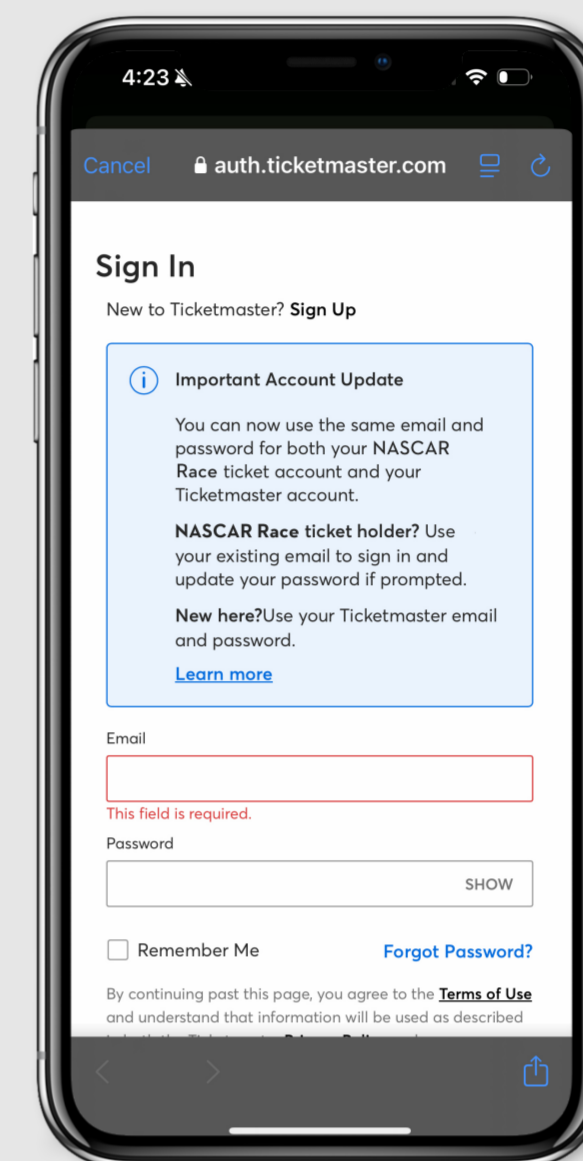 4:23
Cancel auth.ticketmaster.com
Sign In
New to Ticketmaster? Sign Up
Important Account Update
You can now use the same email and
password for both your NASCAR
Race ticket account and your
Ticketmaster account.
NASCAR Race ticket holder? Use
your existing email to sign in and
update your password if prompted.
New here?Use your Ticketmaster email
and password.
Learn more
Email
This field is required.
Password
SHOW
Remember Me Forgot Password?
By continuing past this page, you agree to the Terms of Use
and understand that information will be used as described